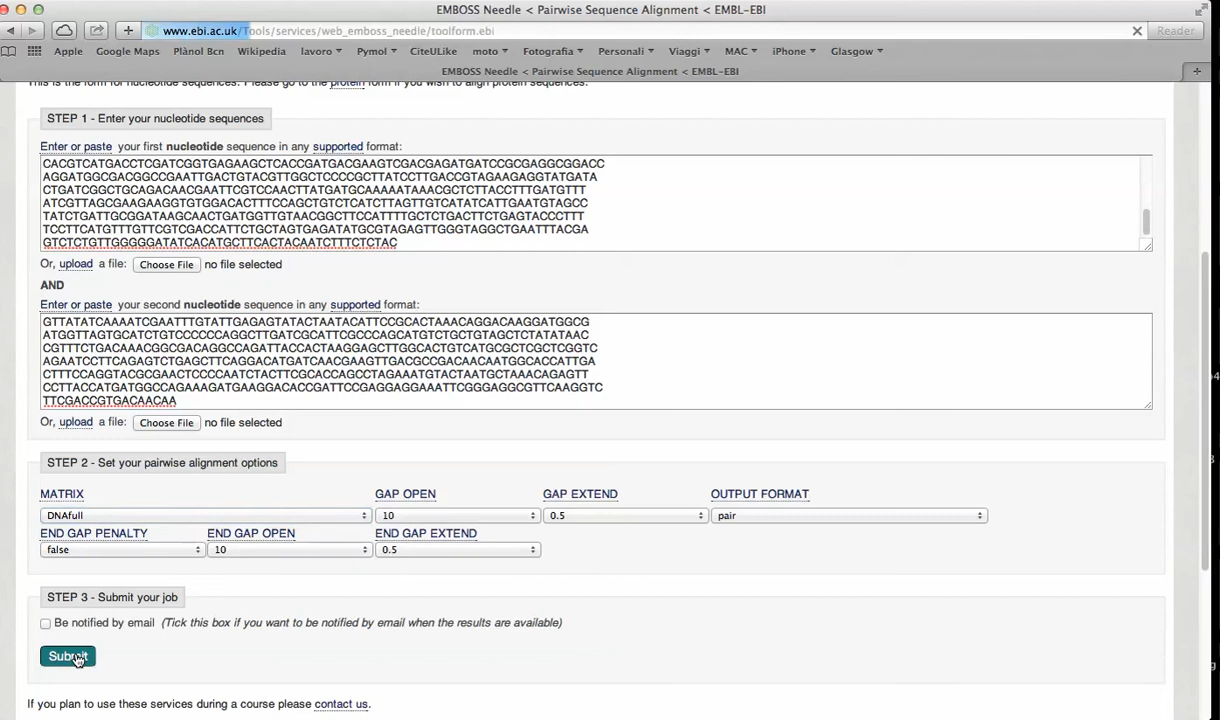 EMBOSS Needle < Pairwise Sequence Alignment < EMBL-EBI
www.ebi.ac.uk/Tools/services/web_emboss_needle/toolform.ebi
Reader
Apple Google Maps Plànol Bcn Wikipedia lavoro Pymol CiteULike moto Fotografia Personali Viaggi MAC iPhone Glasgow
EMBOSS Needle < Pairwise Sequence Alignment < EMBL-EBI
This is the form for nucleotide sequences. Please go to the protein form if you wish to align protein sequences.
STEP 1 - Enter your nucleotide sequences
Enter or paste your first nucleotide sequence in any supported format:
CACGTCATGACCTCGATCGGTGAGAAGCTCACCGATGACGAAGTCGACGAGATGATCCGCGAGGCGGACC
AGGATGGCGACGGCCGAATTGACTGTACGTTGGCTCCCCGCTTATCCTTGACCGTAGAAGAGGTATGATA
CTGATCGGCTGCAGACAACGAATTCGTCCAACTTATGATGCAAAAATAAACGCTCTTACCTTTGATGTTT
ATCGTTAGCGAAGAAGGTGTGGACACTTTCCAGCTGTCTCATCTTAGTTGTCATATCATTGAATGTAGCC
TATCTGATTGCGGATAAGCAACTGATGGTTGTAACGGCTTCCATTTTGCTCTGACTTCTGAGTACCCTTT
TCCTTCATGTTTGTTCGTCGACCATTCTGCTAGTGAGATATGCGTAGAGTTGGGTAGGCTGAATTTACGA
GTCTCTGTTGGGGGATATCACATGCTTCACTACAATCTTTCTCTAC
Or, upload a file: Choose File no file selected
AND
Enter or paste your second nucleotide sequence in any supported format:
GTTATATCAAAATCGAATTTGTATTGAGAGTATACTAATACATTCCGCACTAAACAGGACAAGGATGGCG
ATGGTTAGTGCATCTGTCCCCCCAGGCTTGATCGCATTCGCCCAGCATGTCTGCTGTAGCTCTATATAAC
CGTTTCTGACAAACGGCGACAGGCCAGATTACCACTAAGGAGCTTGGCACTGTCATGCGCTCGCTCGGTC
AGAATCCTTCAGAGTCTGAGCTTCAGGACATGATCAACGAAGTTGACGCCGACAACAATGGCACCATTGA
CTTTCCAGGTACGCGAACTCCCCAATCTACTTCGCACCAGCCTAGAAATGTACTAATGCTAAACAGAGTT
CCTTACCATGATGGCCAGAAAGATGAAGGACACCGATTCCGAGGAGGAAATTCGGGAGGCGTTCAAGGTC
TTCGACCGTGACAACAA
Or, upload a file: Choose File no file selected
STEP 2 - Set your pairwise alignment options
MATRIX GAP OPEN GAP EXTEND OUTPUT FORMAT
DNAfull 10 0.5 pair
END GAP PENALTY END GAP OPEN END GAP EXTEND
false 10 0.5
STEP 3 - Submit your job
Be notified by email (Tick this box if you want to be notified by email when the results are available)
Submit
If you plan to use these services during a course please contact us.